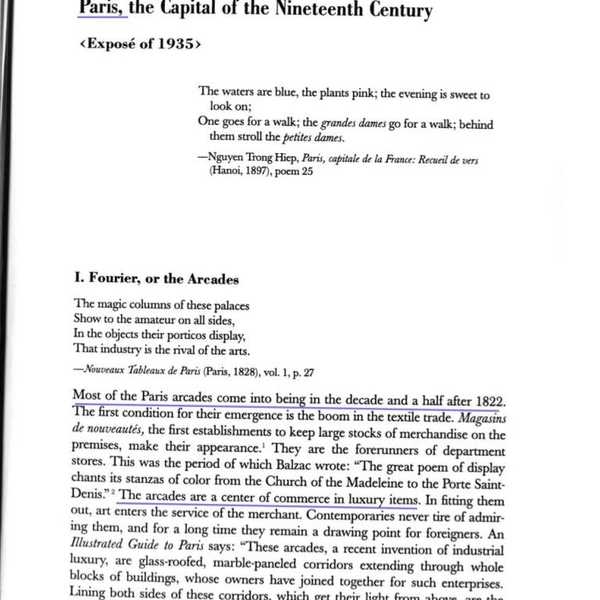 Paris, the Capital of the Nineteenth Century
‹Exposé of 1935›
The waters are blue, the plants pink; the evening is sweet to
look on;
One goes for a walk; the grandes dames go for a walk; behind
them stroll the petites dames.
—Nguyen Trong Hiep, Paris, capitale de la France: Recueil de vers
(Hanoi, 1897), poem 25
I. Fourier, or the Arcades
The magic columns of these palaces
Show to the amateur on all sides,
In the objects their porticos display,
That industry is the rival of the arts.
—Nouveaux Tableaux de Paris (Paris, 1828), vol. 1, p. 27
Most of the Paris arcades come into being in the decade and a half after 1822.
The first condition for their emergence is the boom in the textile trade. Magasins
de nouveautés, the first establishments to keep large stocks of merchandise on the
premises, make their appearance.¹ They are the forerunners of department
stores. This was the period of which Balzac wrote: “The great poem of display
chants its stanzas of color from the Church of the Madeleine to the Porte Saint-
Denis.”² The arcades are a center of commerce in luxury items. In fitting them
out, art enters the service of the merchant. Contemporaries never tire of admir-
ing them, and for a long time they remain a drawing point for foreigners. An
Illustrated Guide to Paris says: “These arcades, a recent invention of industrial
luxury, are glass-roofed, marble-paneled corridors extending through whole
blocks of buildings, whose owners have joined together for such enterprises.
Lining both sides of these corridors, which get their light from above, are the